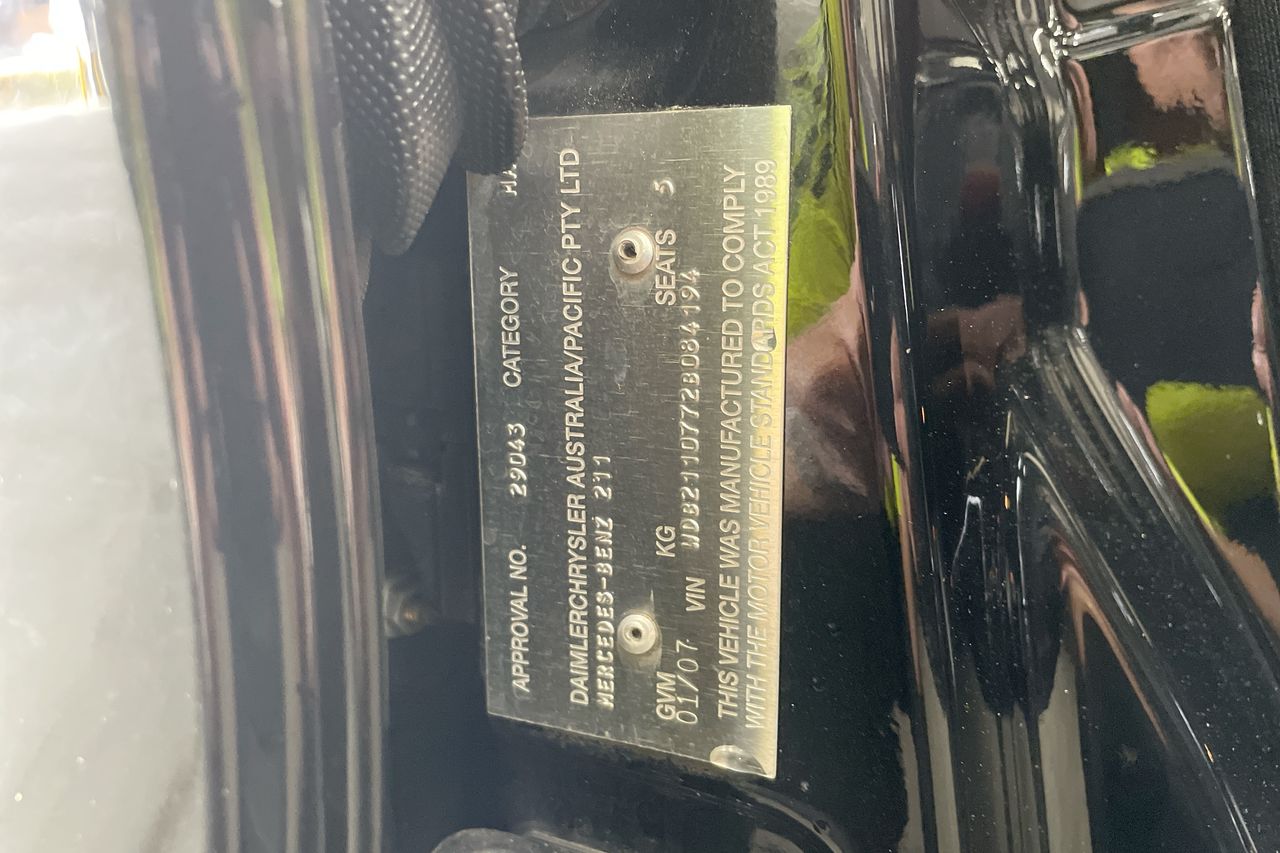 APPROVAL NO. 29043 CATEGORY MA
DAIMLERCHRYSLER AUSTRALIA/PACIFIC PTY LTD
MERCEDES-BENZ 211
GVM KG SEATS 5
01/07 VIN WDB2110772B084194
THIS VEHICLE WAS MANUFACTURED TO COMPLY
WITH THE MOTOR VEHICLE STANDARDS ACT 1989